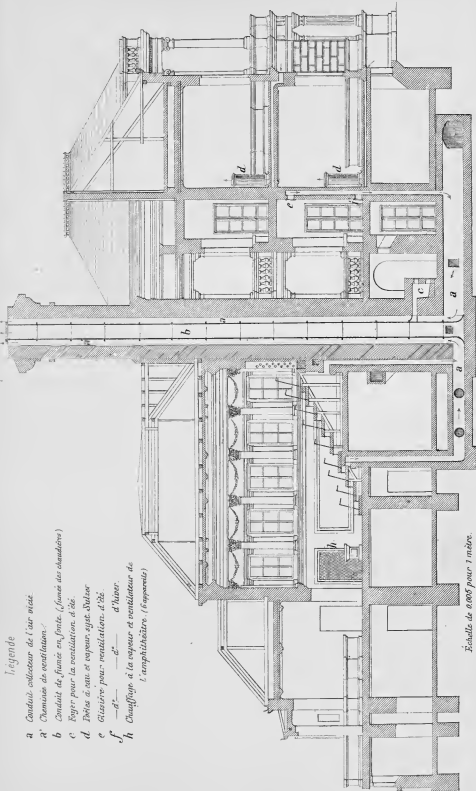 Légende
a Conduit collecteur de l'air vicié
a' Cheminée de ventilation.
b Conduit de fumée en fonte. (fumée des chaudières)
c Foyer pour la ventilation d'été.
d. Poêles à eau et vapeur, syst. Sulzer
e Glissière pour ventilation d'été.
f —d°— —d°— d'hiver.
h Chauffage à la vapeur et ventilateur de
l'amphithéâtre. (6 appareils)
d
d
e
f
c
a
b
a'
a
a
h
Échelle de 0.005 pour 1 mètre.